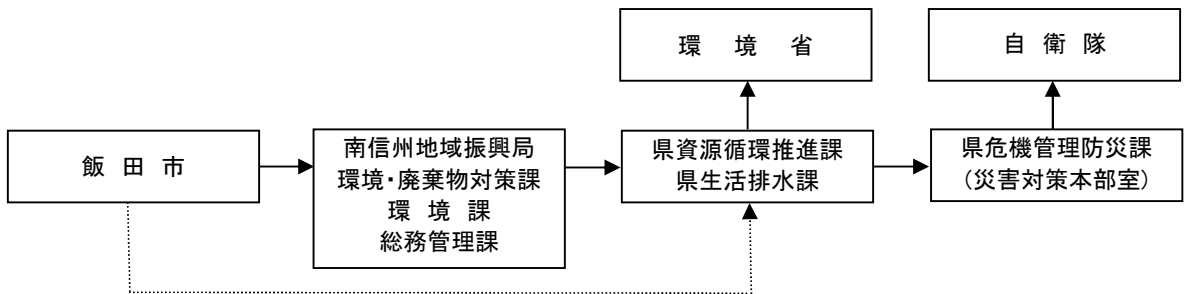 環 境 省
自 衛 隊
飯 田 市
南信州地域振興局
環境・廃棄物対策課
環 境 課
総務管理課
県資源循環推進課
県生活排水課
県危機管理防災課
(災害対策本部室)